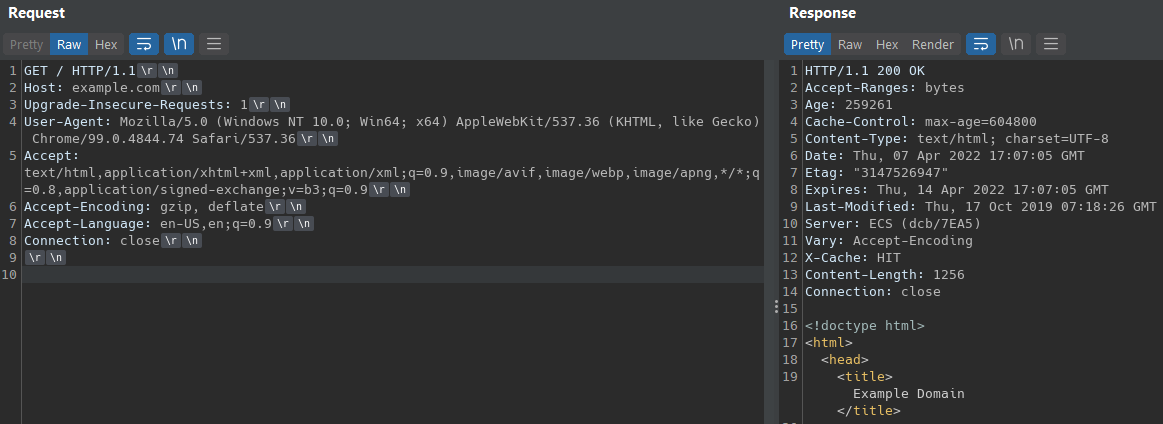 Request
Pretty Raw Hex \n
1 GET / HTTP/1.1\r \n
2 Host: example.com\r \n
3 Upgrade-Insecure-Requests: 1\r \n
4 User-Agent: Mozilla/5.0 (Windows NT 10.0; Win64; x64) AppleWebKit/537.36 (KHTML, like Gecko)
Chrome/99.0.4844.74 Safari/537.36\r \n
5 Accept:
text/html,application/xhtml+xml,application/xml;q=0.9,image/avif,image/webp,image/apng,*/*;q
=0.8,application/signed-exchange;v=b3;q=0.9\r \n
6 Accept-Encoding: gzip, deflate\r \n
7 Accept-Language: en-US,en;q=0.9\r \n
8 Connection: close\r \n
9 \r \n
10
Response
Pretty Raw Hex Render \n
1 HTTP/1.1 200 OK
2 Accept-Ranges: bytes
3 Age: 259261
4 Cache-Control: max-age=604800
5 Content-Type: text/html; charset=UTF-8
6 Date: Thu, 07 Apr 2022 17:07:05 GMT
7 Etag: "3147526947"
8 Expires: Thu, 14 Apr 2022 17:07:05 GMT
9 Last-Modified: Thu, 17 Oct 2019 07:18:26 GMT
10 Server: ECS (dcb/7EA5)
11 Vary: Accept-Encoding
12 X-Cache: HIT
13 Content-Length: 1256
14 Connection: close
15
16 <!doctype html>
17 <html>
18 <head>
19 <title>
Example Domain
</title>